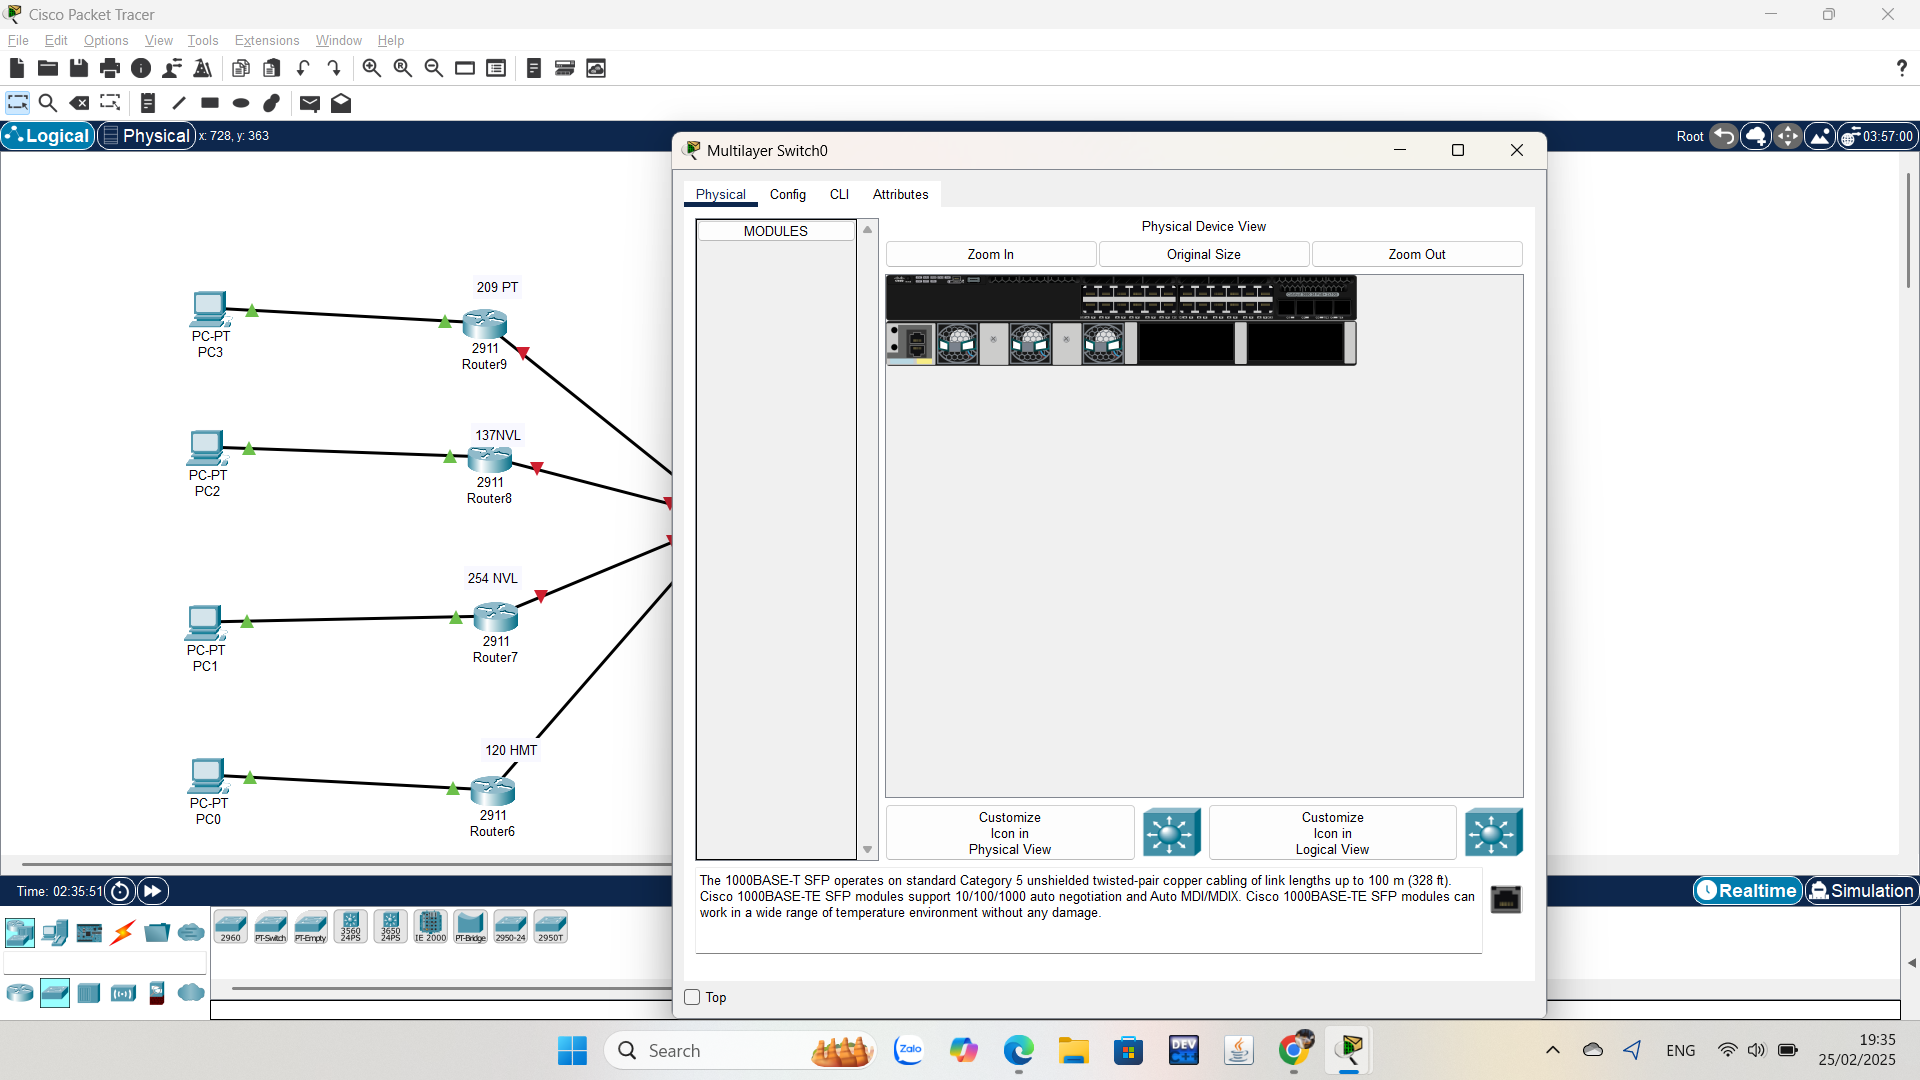 Cisco Packet Tracer
File Edit Options View Tools Extensions Window Help
Logical Physical x: 728, y: 363
Root 03:57:00
Multilayer Switch0
Physical Config CLI Attributes
MODULES
Physical Device View
Zoom In Original Size Zoom Out
209 PT
PC-PT
PC3
2911
Router9
137NVL
PC-PT
PC2
2911
Router8
254 NVL
PC-PT
PC1
2911
Router7
120 HMT
PC-PT
PC0
2911
Router6
Customize
Icon in
Physical View
Customize
Icon in
Logical View
The 1000BASE-T SFP operates on standard Category 5 unshielded twisted-pair copper cabling of link lengths up to 100 m (328 ft).
Cisco 1000BASE-TE SFP modules support 10/100/1000 auto negotiation and Auto MDI/MDIX. Cisco 1000BASE-TE SFP modules can
work in a wide range of temperature environment without any damage.
Top
Time: 02:35:51
Realtime Simulation
2960 PT-Switch PT-Empty 3560 24PS 3650 24PS IE 2000 PT-Bridge 2950-24 2950T
Search
Zalo
DEV C++
ENG
19:35
25/02/2025